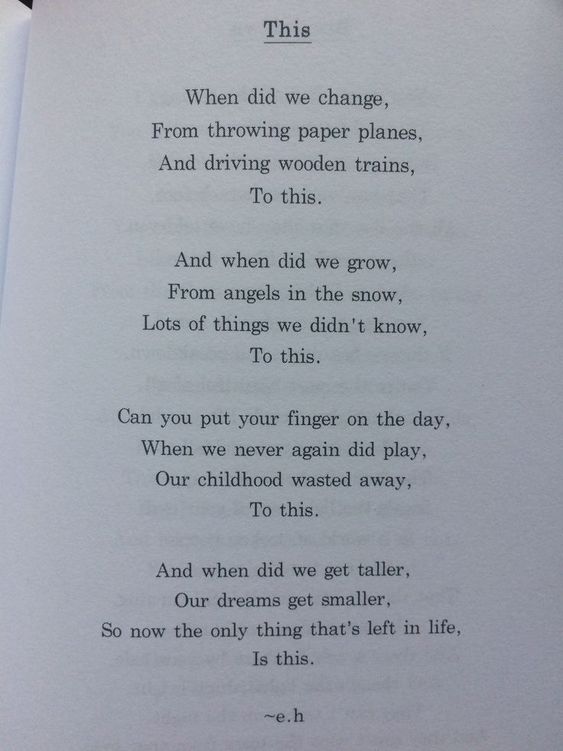 This
When did we change,
From throwing paper planes,
And driving wooden trains,
To this.
And when did we grow,
From angels in the snow,
Lots of things we didn't know,
To this.
Can you put your finger on the day,
When we never again did play,
Our childhood wasted away,
To this.
And when did we get taller,
Our dreams get smaller,
So now the only thing that's left in life,
Is this.
~e.h